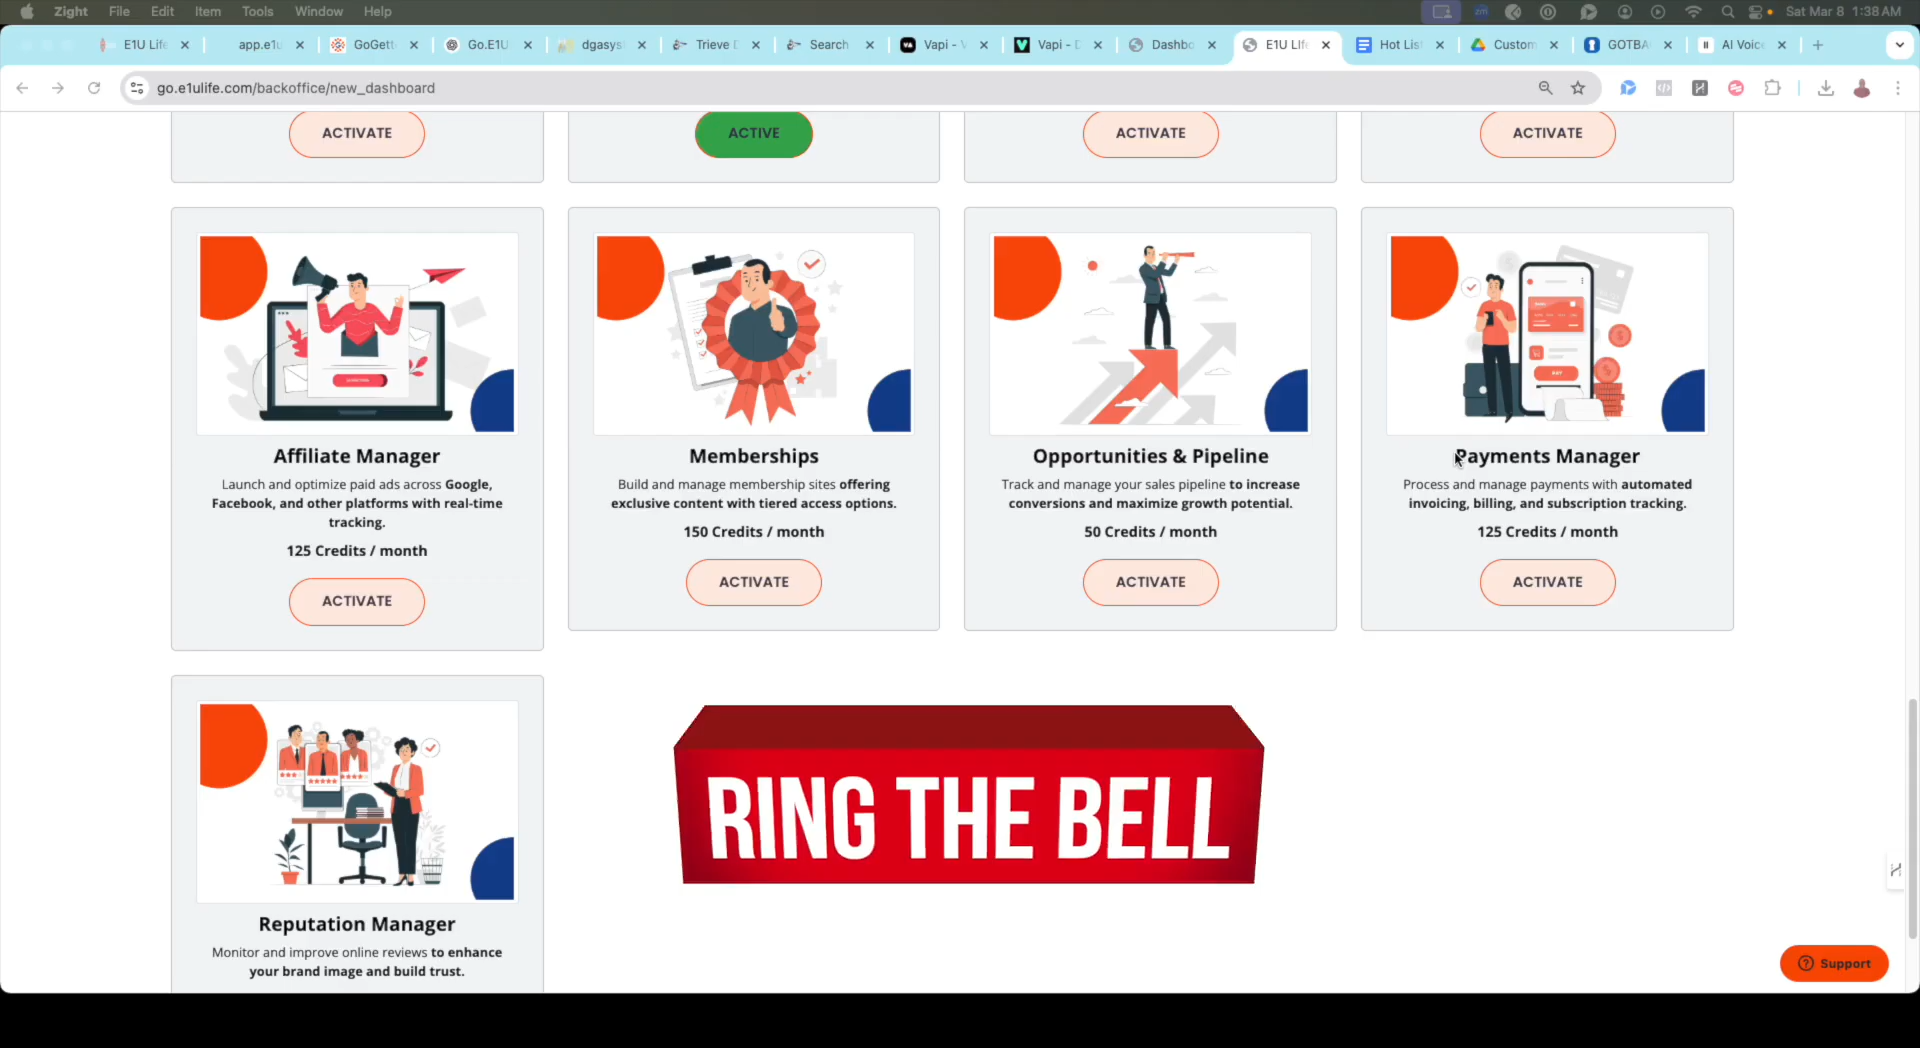 Zight File Edit Item Tools Window Help
Sat Mar 8 1:38 AM
E1U Life
app.e1u
GoGett
Go.E1U
dgasys
Trieve
Search
Vapi - V
Vapi - D
Dashbo
E1U Life
Hot Lis
Custom
GOTBA
AI Voic
go.e1ulife.com/backoffice/new_dashboard
ACTIVATE
ACTIVE
ACTIVATE
ACTIVATE
Affiliate Manager
Launch and optimize paid ads across Google,
Facebook, and other platforms with real-time
tracking.
125 Credits / month
ACTIVATE
Memberships
Build and manage membership sites offering
exclusive content with tiered access options.
150 Credits / month
ACTIVATE
Opportunities & Pipeline
Track and manage your sales pipeline to increase
conversions and maximize growth potential.
50 Credits / month
ACTIVATE
Payments Manager
Process and manage payments with automated
invoicing, billing, and subscription tracking.
125 Credits / month
ACTIVATE
Reputation Manager
Monitor and improve online reviews to enhance
your brand image and build trust.
RING THE BELL
Support